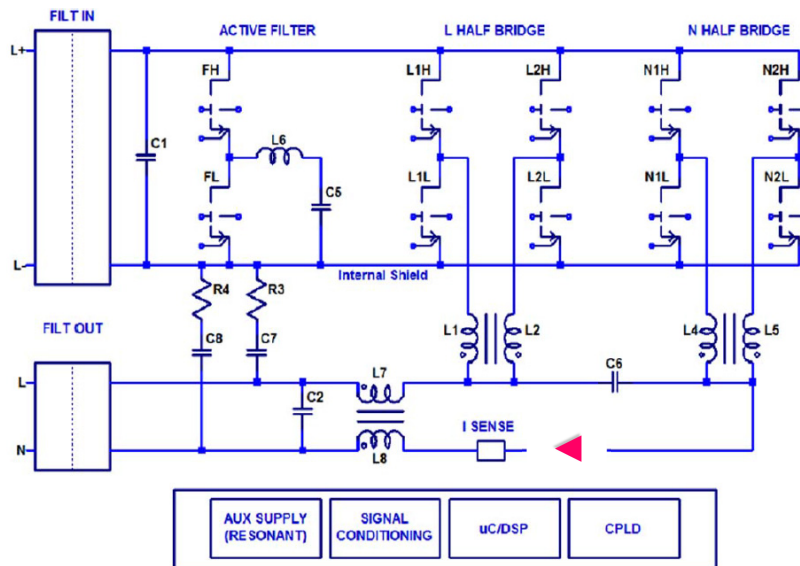 FILT IN
ACTIVE FILTER
L HALF BRIDGE
N HALF BRIDGE
L+
FH
L1H
L2H
N1H
N2H
C1
L6
FL
C5
L1L
L2L
N1L
N2L
L-
Internal Shield
R4
R3
FILT OUT
L1
L2
L4
L5
C8
C7
L7
C6
L
C2
I SENSE
N
L8
AUX SUPPLY
(RESONANT)
SIGNAL
CONDITIONING
uC/DSP
CPLD